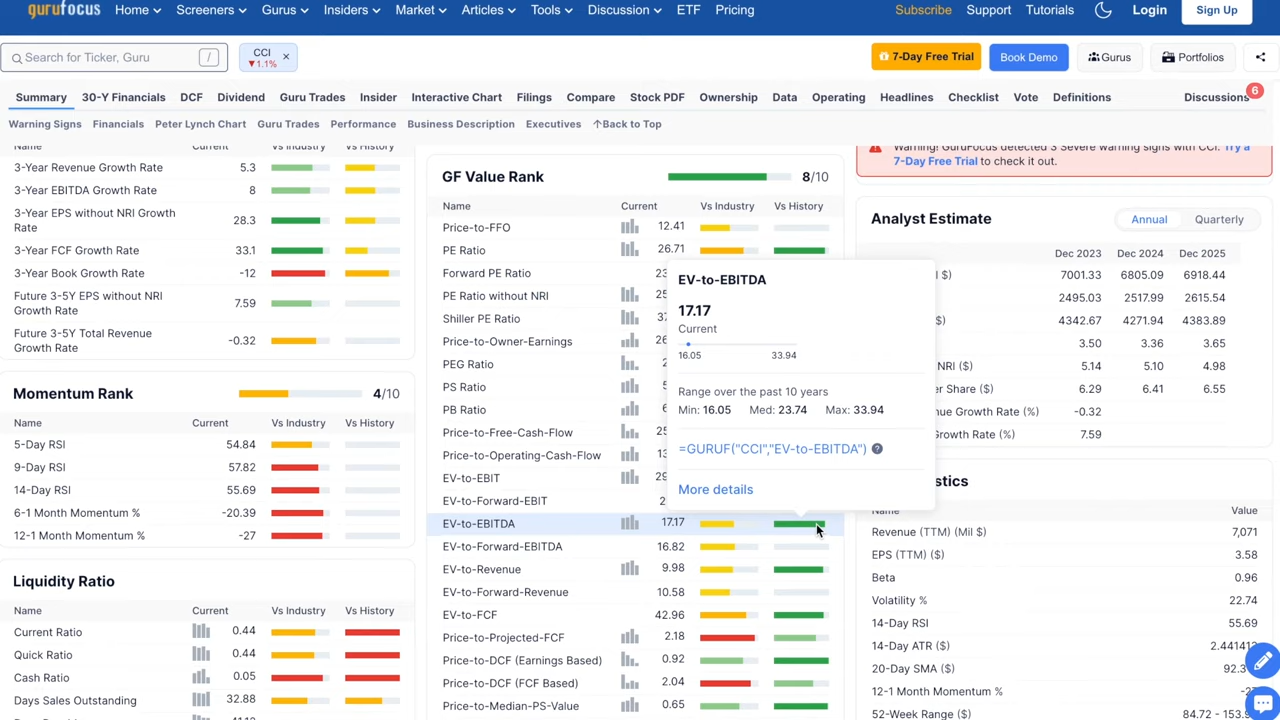 gurufocus Home Screeners Gurus Insiders Market Articles Tools Discussion ETF Pricing Subscribe Support Tutorials Login Sign Up
Search for Ticker, Guru /
CCI
▼1.1%
×
7-Day Free Trial
Book Demo
Gurus
Portfolios
Summary 30-Y Financials DCF Dividend Guru Trades Insider Interactive Chart Filings Compare Stock PDF Ownership Data Operating Headlines Checklist Vote Definitions Discussions 6
Warning Signs Financials Peter Lynch Chart Guru Trades Performance Business Description Executives ↑Back to Top
Name Current Vs Industry Vs History
3-Year Revenue Growth Rate 5.3
3-Year EBITDA Growth Rate 8
3-Year EPS without NRI Growth
Rate 28.3
3-Year FCF Growth Rate 33.1
3-Year Book Growth Rate -12
Future 3-5Y EPS without NRI
Growth Rate 7.59
Future 3-5Y Total Revenue
Growth Rate -0.32
Momentum Rank 4/10
Name Current Vs Industry Vs History
5-Day RSI 54.84
9-Day RSI 57.82
14-Day RSI 55.69
6-1 Month Momentum % -20.39
12-1 Month Momentum % -27
Liquidity Ratio
Name Current Vs Industry Vs History
Current Ratio 0.44
Quick Ratio 0.44
Cash Ratio 0.05
Days Sales Outstanding 32.88
GF Value Rank 8/10
Name Current Vs Industry Vs History
Price-to-FFO 12.41
PE Ratio 26.71
Forward PE Ratio 23
PE Ratio without NRI 25
Shiller PE Ratio
Price-to-Owner-Earnings 26
PEG Ratio
PS Ratio
PB Ratio
Price-to-Free-Cash-Flow 25
Price-to-Operating-Cash-Flow
EV-to-EBIT 29
EV-to-Forward-EBIT
EV-to-EBITDA 17.17
EV-to-Forward-EBITDA 16.82
EV-to-Revenue 9.98
EV-to-Forward-Revenue 10.58
EV-to-FCF 42.96
Price-to-Projected-FCF 2.18
Price-to-DCF (Earnings Based) 0.92
Price-to-DCF (FCF Based) 2.04
Price-to-Median-PS-Value 0.65
EV-to-EBITDA
17.17
Current
16.05 33.94
Range over the past 10 years
Min: 16.05 Med: 23.74 Max: 33.94
=GURUF("CCI","EV-to-EBITDA") ?
More details
Warning! GuruFocus detected 3 Severe warning signs with CCI. Try a
7-Day Free Trial to check it out.
Analyst Estimate Annual Quarterly
Dec 2023 Dec 2024 Dec 2025
$) 7001.33 6805.09 6918.44
2495.03 2517.99 2615.54
$) 4342.67 4271.94 4383.89
3.50 3.36 3.65
NRI ($) 5.14 5.10 4.98
Share ($) 6.29 6.41 6.55
Growth Rate (%) -0.32
Growth Rate (%) 7.59
Name Value
Revenue (TTM) (Mil $) 7,071
EPS (TTM) ($) 3.58
Beta 0.96
Volatility % 22.74
14-Day RSI 55.69
14-Day ATR ($)
20-Day SMA ($)
12-1 Month Momentum %
52-Week Range ($) 84.72